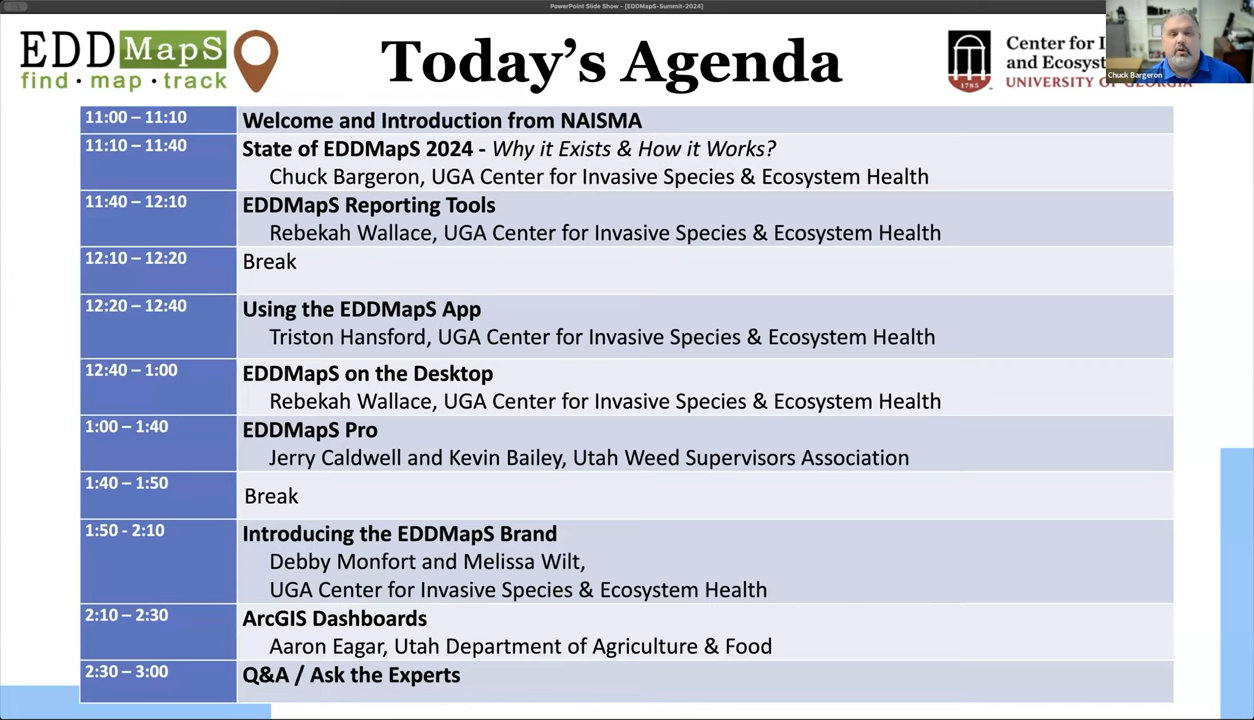 PowerPoint Slide Show - [EDDMapS-Summit-2024]
EDDMapS
find · map · track
Today's Agenda
Center for
and Ecosyst
UNIVERSITY OF GEORGIA
1785
Chuck Bargeron
11:00 – 11:10
Welcome and Introduction from NAISMA
11:10 – 11:40
State of EDDMapS 2024 - Why it Exists & How it Works?
Chuck Bargeron, UGA Center for Invasive Species & Ecosystem Health
11:40 – 12:10
EDDMapS Reporting Tools
Rebekah Wallace, UGA Center for Invasive Species & Ecosystem Health
12:10 – 12:20
Break
12:20 – 12:40
Using the EDDMapS App
Triston Hansford, UGA Center for Invasive Species & Ecosystem Health
12:40 – 1:00
EDDMapS on the Desktop
Rebekah Wallace, UGA Center for Invasive Species & Ecosystem Health
1:00 – 1:40
EDDMapS Pro
Jerry Caldwell and Kevin Bailey, Utah Weed Supervisors Association
1:40 – 1:50
Break
1:50 - 2:10
Introducing the EDDMapS Brand
Debby Monfort and Melissa Wilt,
UGA Center for Invasive Species & Ecosystem Health
2:10 – 2:30
ArcGIS Dashboards
Aaron Eagar, Utah Department of Agriculture & Food
2:30 – 3:00
Q&A / Ask the Experts